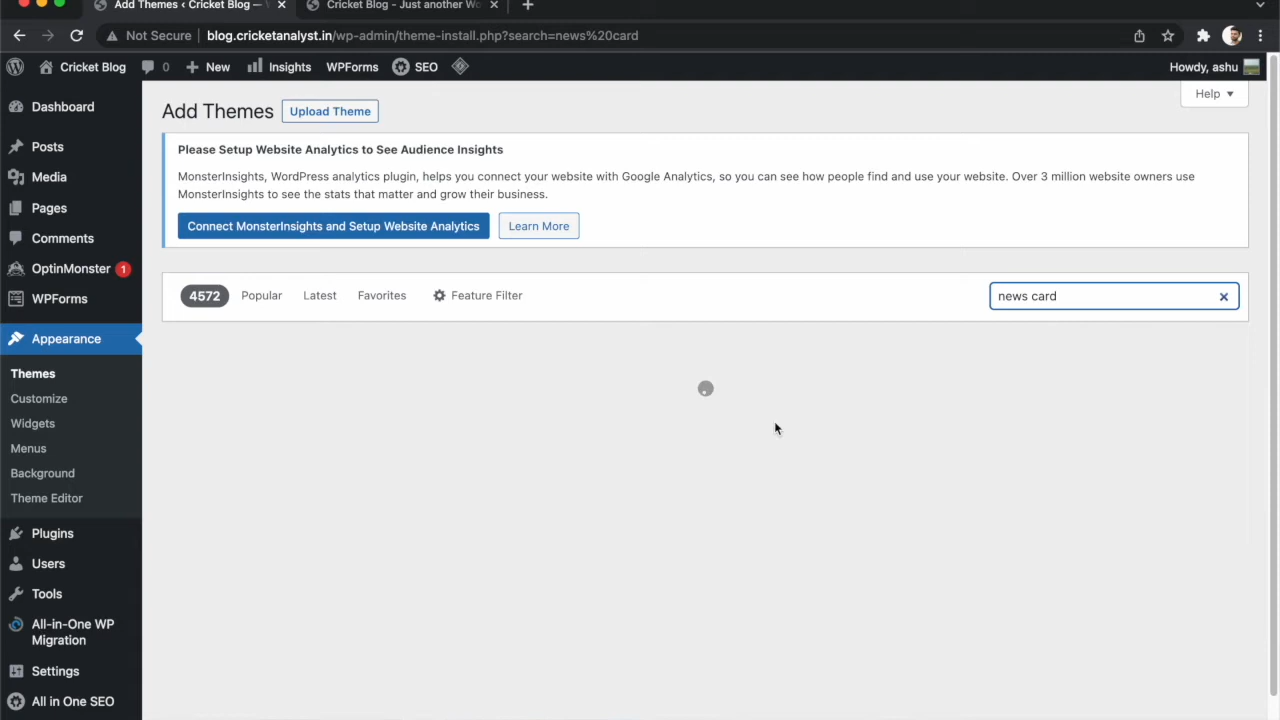 Add Themes ‹ Cricket Blog —
Cricket Blog - Just another Wo
Not Secure
blog.cricketanalyst.in/wp-admin/theme-install.php?search=news%20card
Cricket Blog
0
New
Insights
WPForms
SEO
Howdy, ashu
Help
Dashboard
Posts
Media
Pages
Comments
OptinMonster 1
WPForms
Appearance
Themes
Customize
Widgets
Menus
Background
Theme Editor
Plugins
Users
Tools
All-in-One WP
Migration
Settings
All in One SEO
Add Themes
Upload Theme
Please Setup Website Analytics to See Audience Insights
MonsterInsights, WordPress analytics plugin, helps you connect your website with Google Analytics, so you can see how people find and use your website. Over 3 million website owners use
MonsterInsights to see the stats that matter and grow their business.
Connect MonsterInsights and Setup Website Analytics
Learn More
4572
Popular
Latest
Favorites
Feature Filter
news card